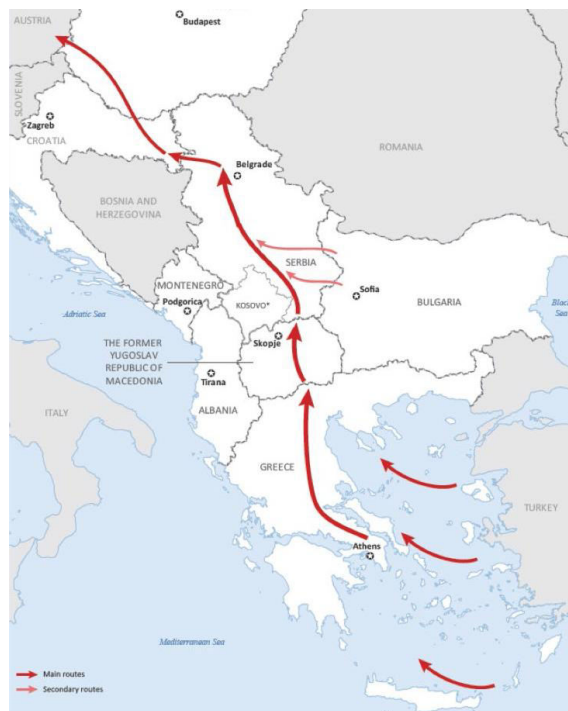 AUSTRIA
Budapest
SLOVENIA
Zagreb
CROATIA
ROMANIA
Belgrade
BOSNIA AND
HERZEGOVINA
SERBIA
MONTENEGRO
Podgorica
KOSOVO*
Sofia
BULGARIA
Black
Sea
Adriatic Sea
Skopje
THE FORMER
YUGOSLAV
REPUBLIC OF
MACEDONIA
Tirana
ALBANIA
ITALY
GREECE
TURKEY
Athens
Mediterranean Sea
Main routes
Secondary routes